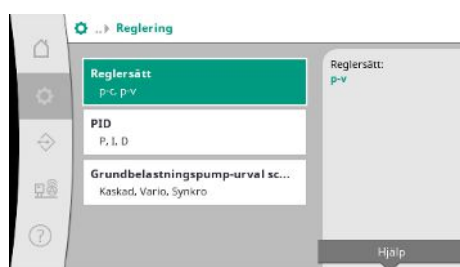 ... Reglering
Reglersätt
p-c, p-v
PID
P, I, D
Grundbelastningspump-urval sc...
Kaskad, Vario, Synkro
Reglersätt:
p-v
Hjälp
?